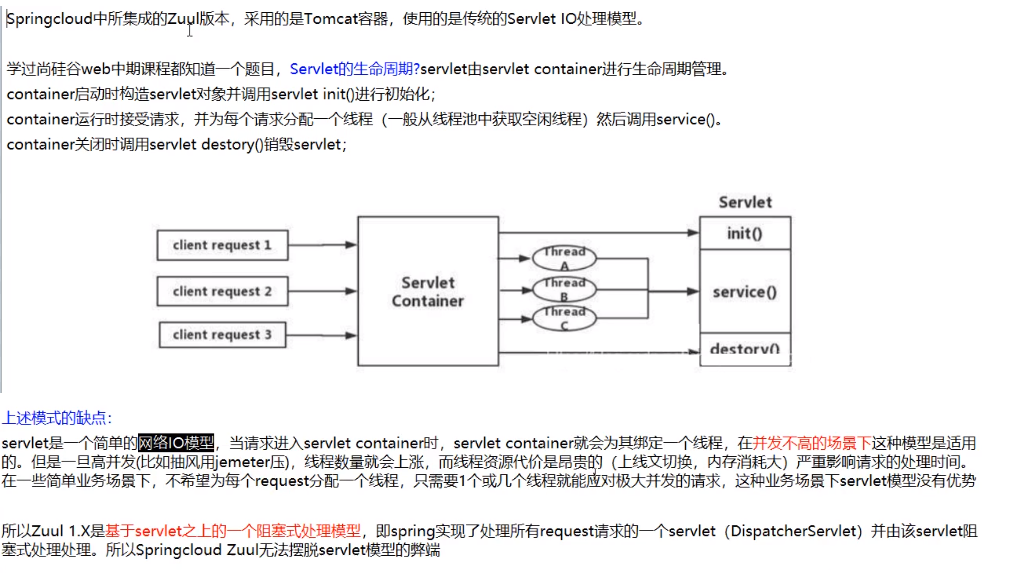 Springcloud中所集成的Zuul版本，采用的是Tomcat容器，使用的是传统的Servlet IO处理模型。
学过尚硅谷web中期课程都知道一个题目，Servlet的生命周期?servlet由servlet container进行生命周期管理。
container启动时构造servlet对象并调用servlet init()进行初始化；
container运行时接受请求，并为每个请求分配一个线程（一般从线程池中获取空闲线程）然后调用service()。
container关闭时调用servlet destory()销毁servlet；
Servlet
init()
client request 1
Thread
A
Servlet
Container
client request 2
Thread
B
service()
client request 3
Thread
C
destory()
上述模式的缺点：
servlet是一个简单的网络IO模型，当请求进入servlet container时，servlet container就会为其绑定一个线程，在并发不高的场景下这种模型是适用
的。但是一旦高并发(比如抽风用jemeter压)，线程数量就会上涨，而线程资源代价是昂贵的（上线文切换，内存消耗大）严重影响请求的处理时间。
在一些简单业务场景下，不希望为每个request分配一个线程，只需要1个或几个线程就能应对极大并发的请求，这种业务场景下servlet模型没有优势
所以Zuul 1.X是基于servlet之上的一个阻塞式处理模型，即spring实现了处理所有request请求的一个servlet（DispatcherServlet）并由该servlet阻
塞式处理处理。所以Springcloud Zuul无法摆脱servlet模型的弊端